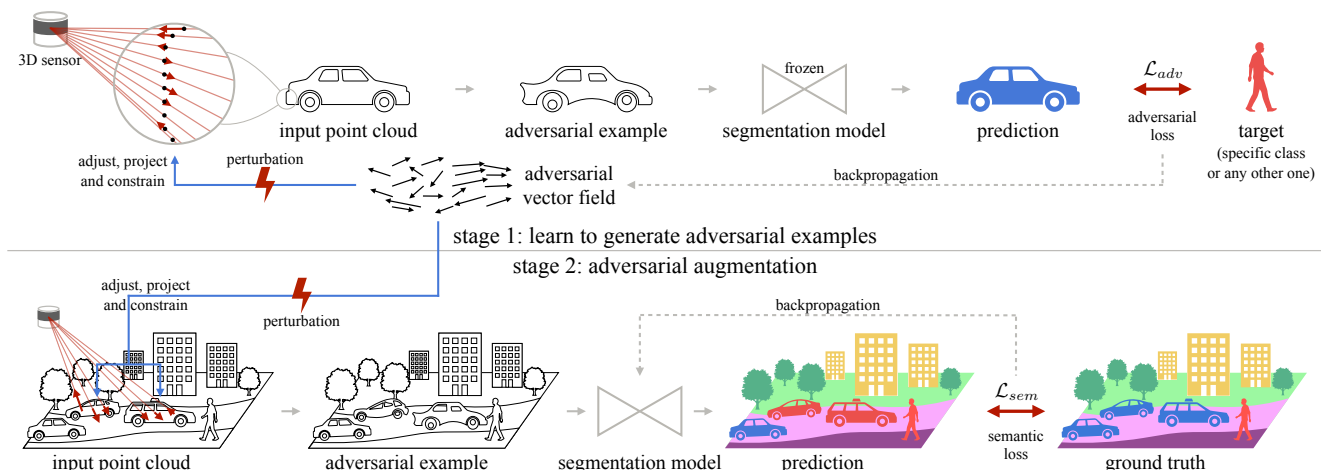 3D sensor
input point cloud
adversarial example
frozen
segmentation model
prediction
L_adv
adversarial
loss
target
(specific class
or any other one)
adjust, project
and constrain
perturbation
adversarial
vector field
backpropagation
stage 1: learn to generate adversarial examples
stage 2: adversarial augmentation
adjust, project
and constrain
perturbation
backpropagation
input point cloud
adversarial example
segmentation model
prediction
L_sem
semantic
loss
ground truth